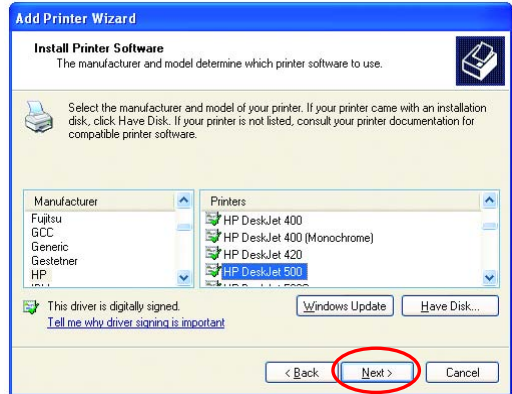 Add Printer Wizard
Install Printer Software
The manufacturer and model determine which printer software to use.
Select the manufacturer and model of your printer. If your printer came with an installation
disk, click Have Disk. If your printer is not listed, consult your printer documentation for
compatible printer software.
Manufacturer
Fujitsu
GCC
Generic
Gestetner
HP
Printers
HP DeskJet 400
HP DeskJet 400 (Monochrome)
HP DeskJet 420
HP DeskJet 500
This driver is digitally signed.
Tell me why driver signing is important
Windows Update
Have Disk...
< Back
Next >
Cancel